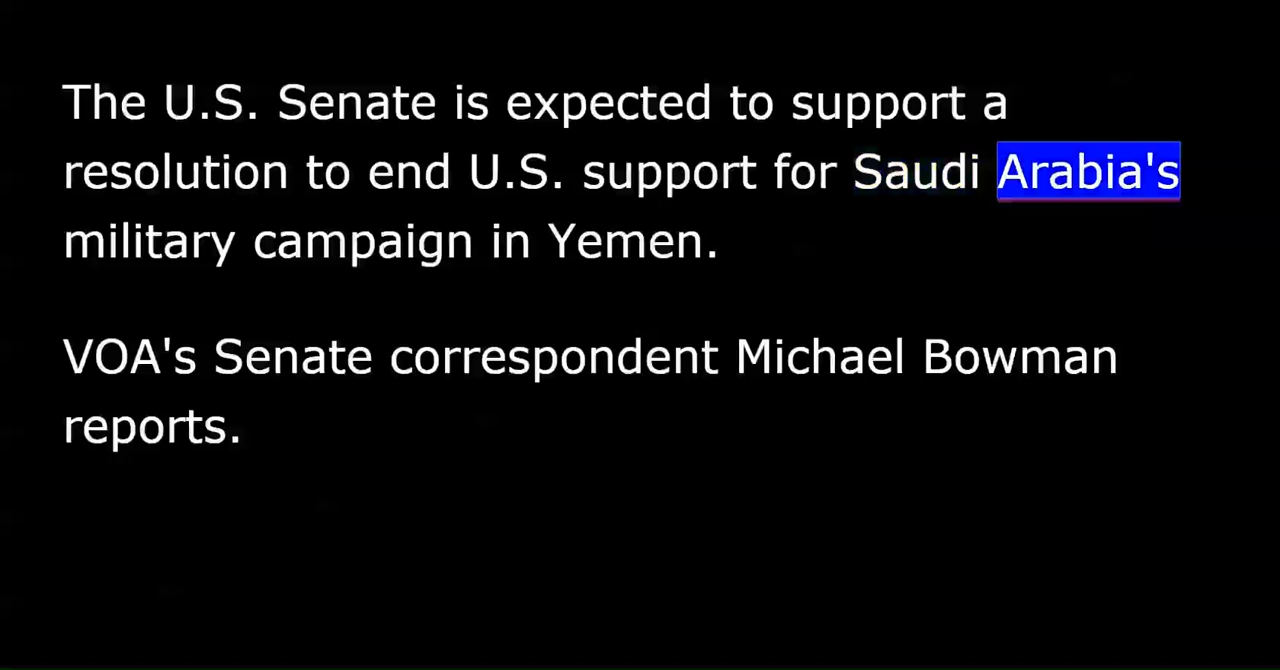 The U.S. Senate is expected to support a
resolution to end U.S. support for Saudi Arabia's
military campaign in Yemen.
VOA's Senate correspondent Michael Bowman
reports.